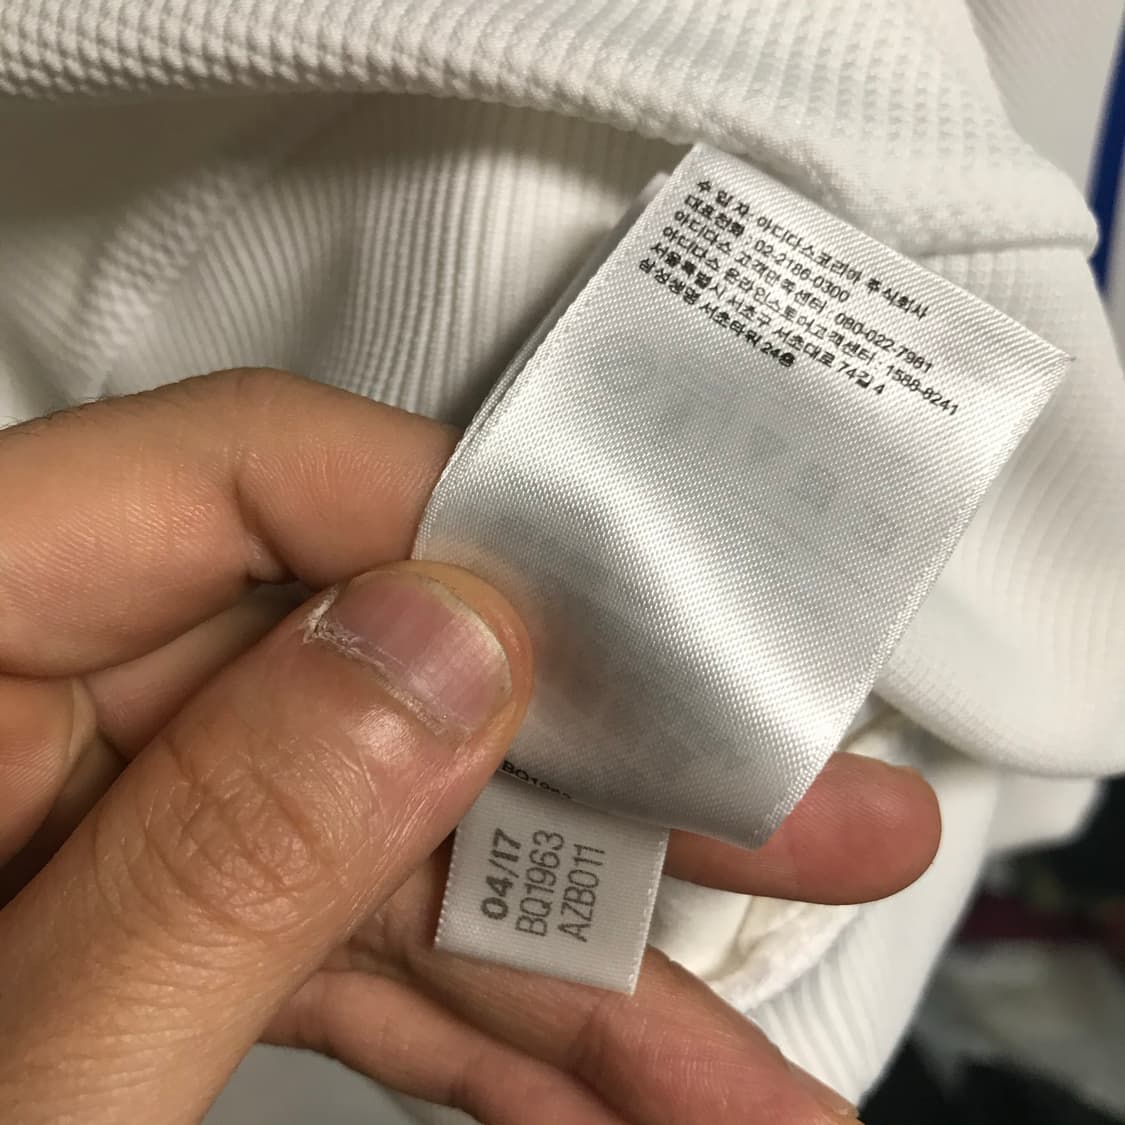 수 입 자: 아디다스코리아 주식회사
대표전화 : 02-2186-0300
아디다스 고객만족센터 : 080-022-7981
아디다스 온라인스토어고객센터 : 1588-8241
서울특별시 서초구 서초대로 74길 4
삼성생명 서초타워 24층
BQ1963
04/17
BQ1963
AZB011